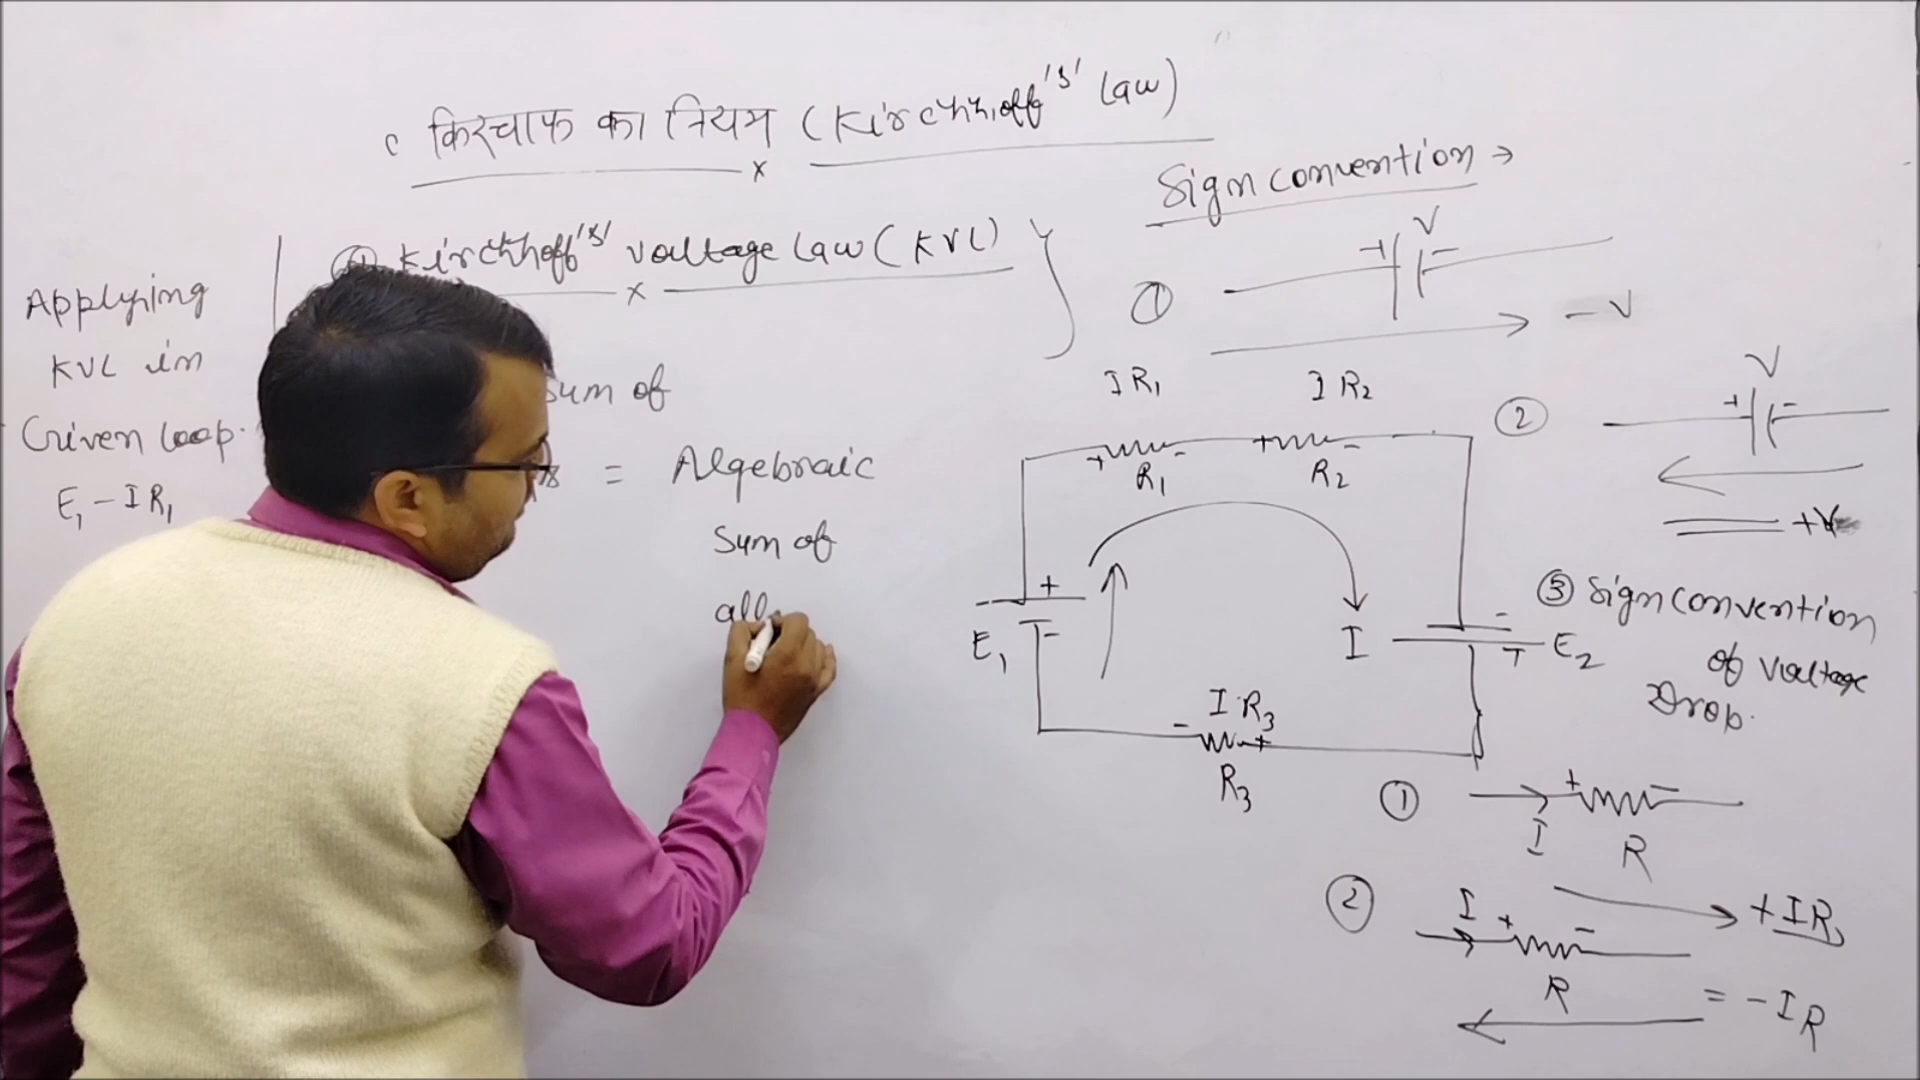 किरचाफ का नियम (Kirchhoff's' Law)
Kirchhoff's' voltage Law (KVL)
Applying
KVL in
Given loop.
E₁ - IR₁
Sum of
= Algebraic
Sum of
all
Sign convention →
+ V -
① - V
② V
+ -
+V
IR₁ IR₂
+ - + -
R₁ R₂
+
E₁ -
I
-
+ E₂
I R₃
- +
R₃
③ Sign convention
of voltage
Drop.
① + -
I R
+IR
② I + -
R
= - IR